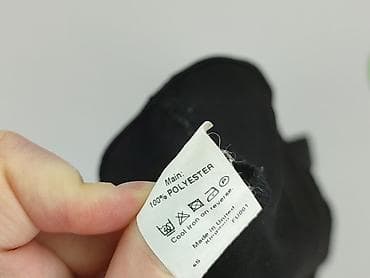 Main:
100% POLYESTER
Cool iron on reverse.
Made in United
Kingdom